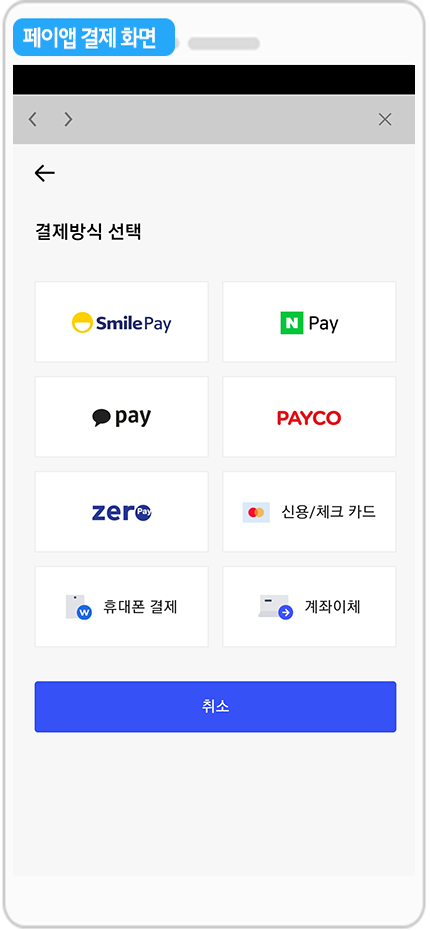 페이앱 결제 화면
결제방식 선택
SmilePay
N Pay
pay
PAYCO
zero Pay
신용/체크 카드
W 휴대폰 결제
계좌이체
취소